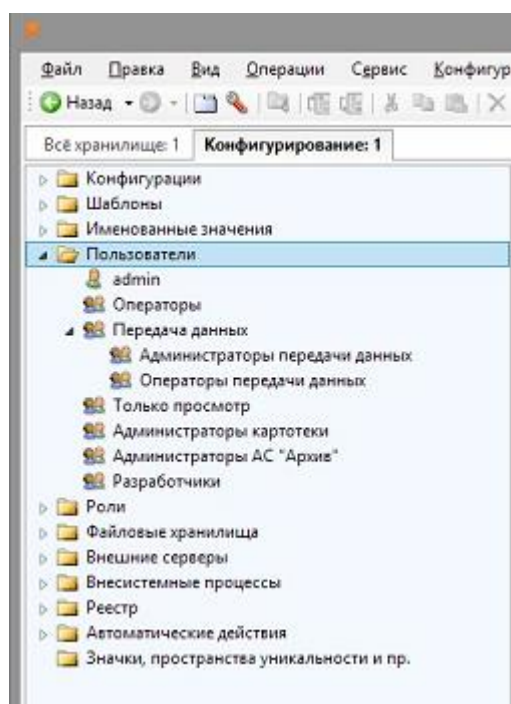 Файл Правка Вид Операции Сервис Конфигур
Назад
Всё хранилище: 1 Конфигурирование: 1
Конфигурации
Шаблоны
Именованные значения
Пользователи
admin
Операторы
Передача данных
Администраторы передачи данных
Операторы передачи данных
Только просмотр
Администраторы картотеки
Администраторы АС "Архив"
Разработчики
Роли
Файловые хранилища
Внешние серверы
Внесистемные процессы
Реестр
Автоматические действия
Значки, пространства уникальности и пр.